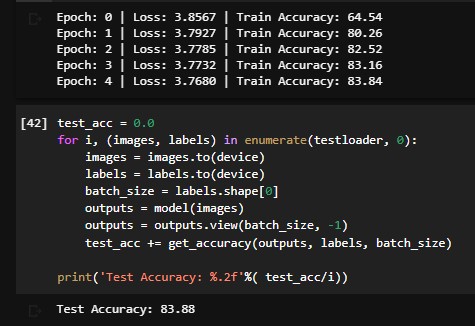 Epoch: 0 | Loss: 3.8567 | Train Accuracy: 64.54
Epoch: 1 | Loss: 3.7927 | Train Accuracy: 80.26
Epoch: 2 | Loss: 3.7785 | Train Accuracy: 82.52
Epoch: 3 | Loss: 3.7732 | Train Accuracy: 83.16
Epoch: 4 | Loss: 3.7680 | Train Accuracy: 83.84
[42] test_acc = 0.0
for i, (images, labels) in enumerate(testloader, 0):
    images = images.to(device)
    labels = labels.to(device)
    batch_size = labels.shape[0]
    outputs = model(images)
    outputs = outputs.view(batch_size, -1)
    test_acc += get_accuracy(outputs, labels, batch_size)
print('Test Accuracy: %.2f'%( test_acc/i))
Test Accuracy: 83.88